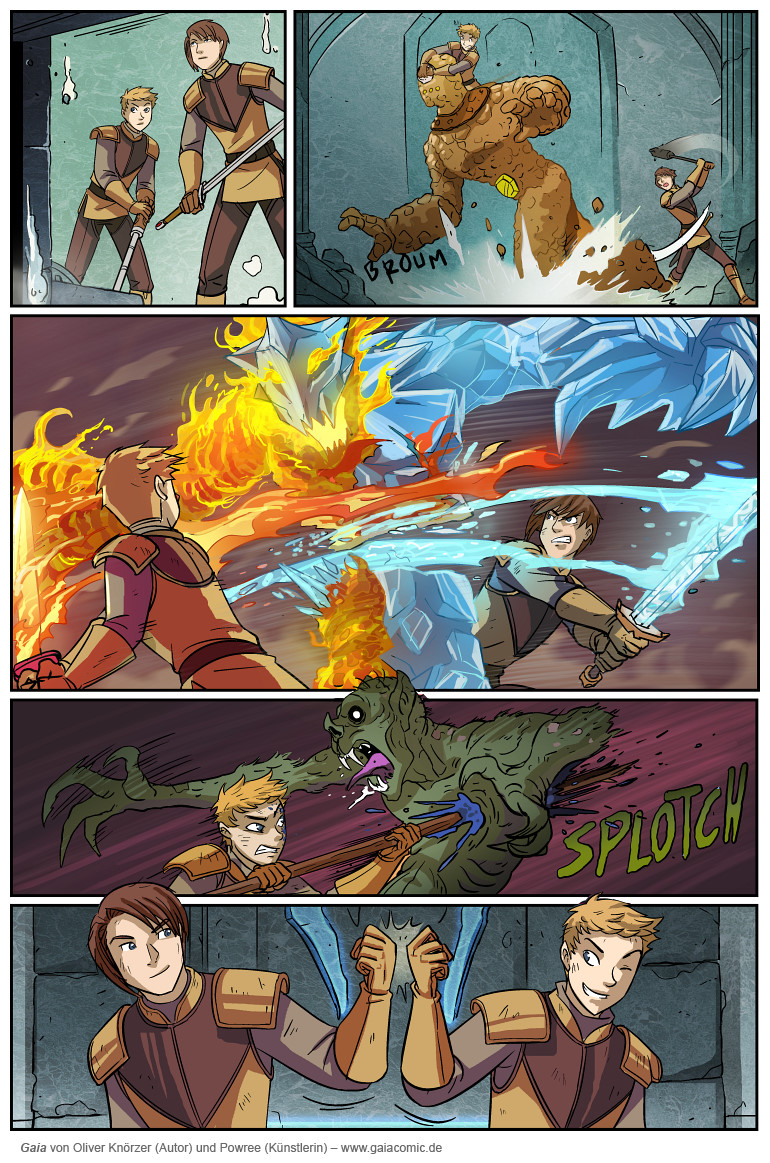 BROUM
SPLOTCH
Gaia von Oliver Knörzer (Autor) und Powree (Künstlerin) – www.gaiacomic.de